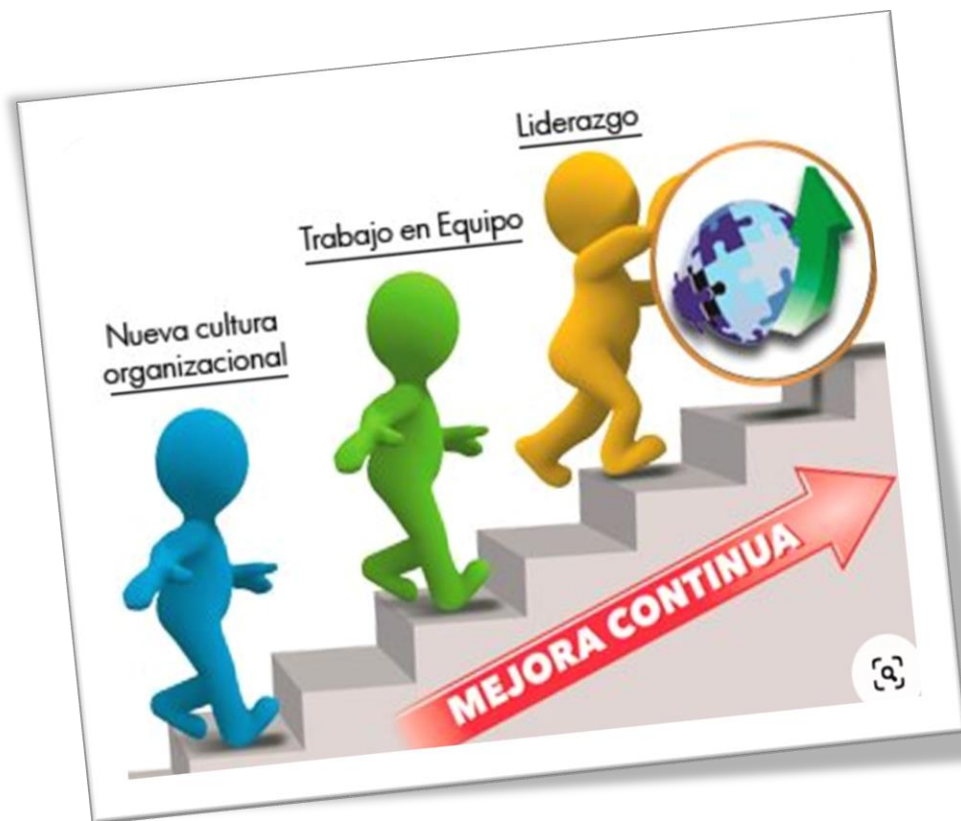 Liderazgo
Trabajo en Equipo
Nueva cultura
organizacional
MEJORA CONTINUA